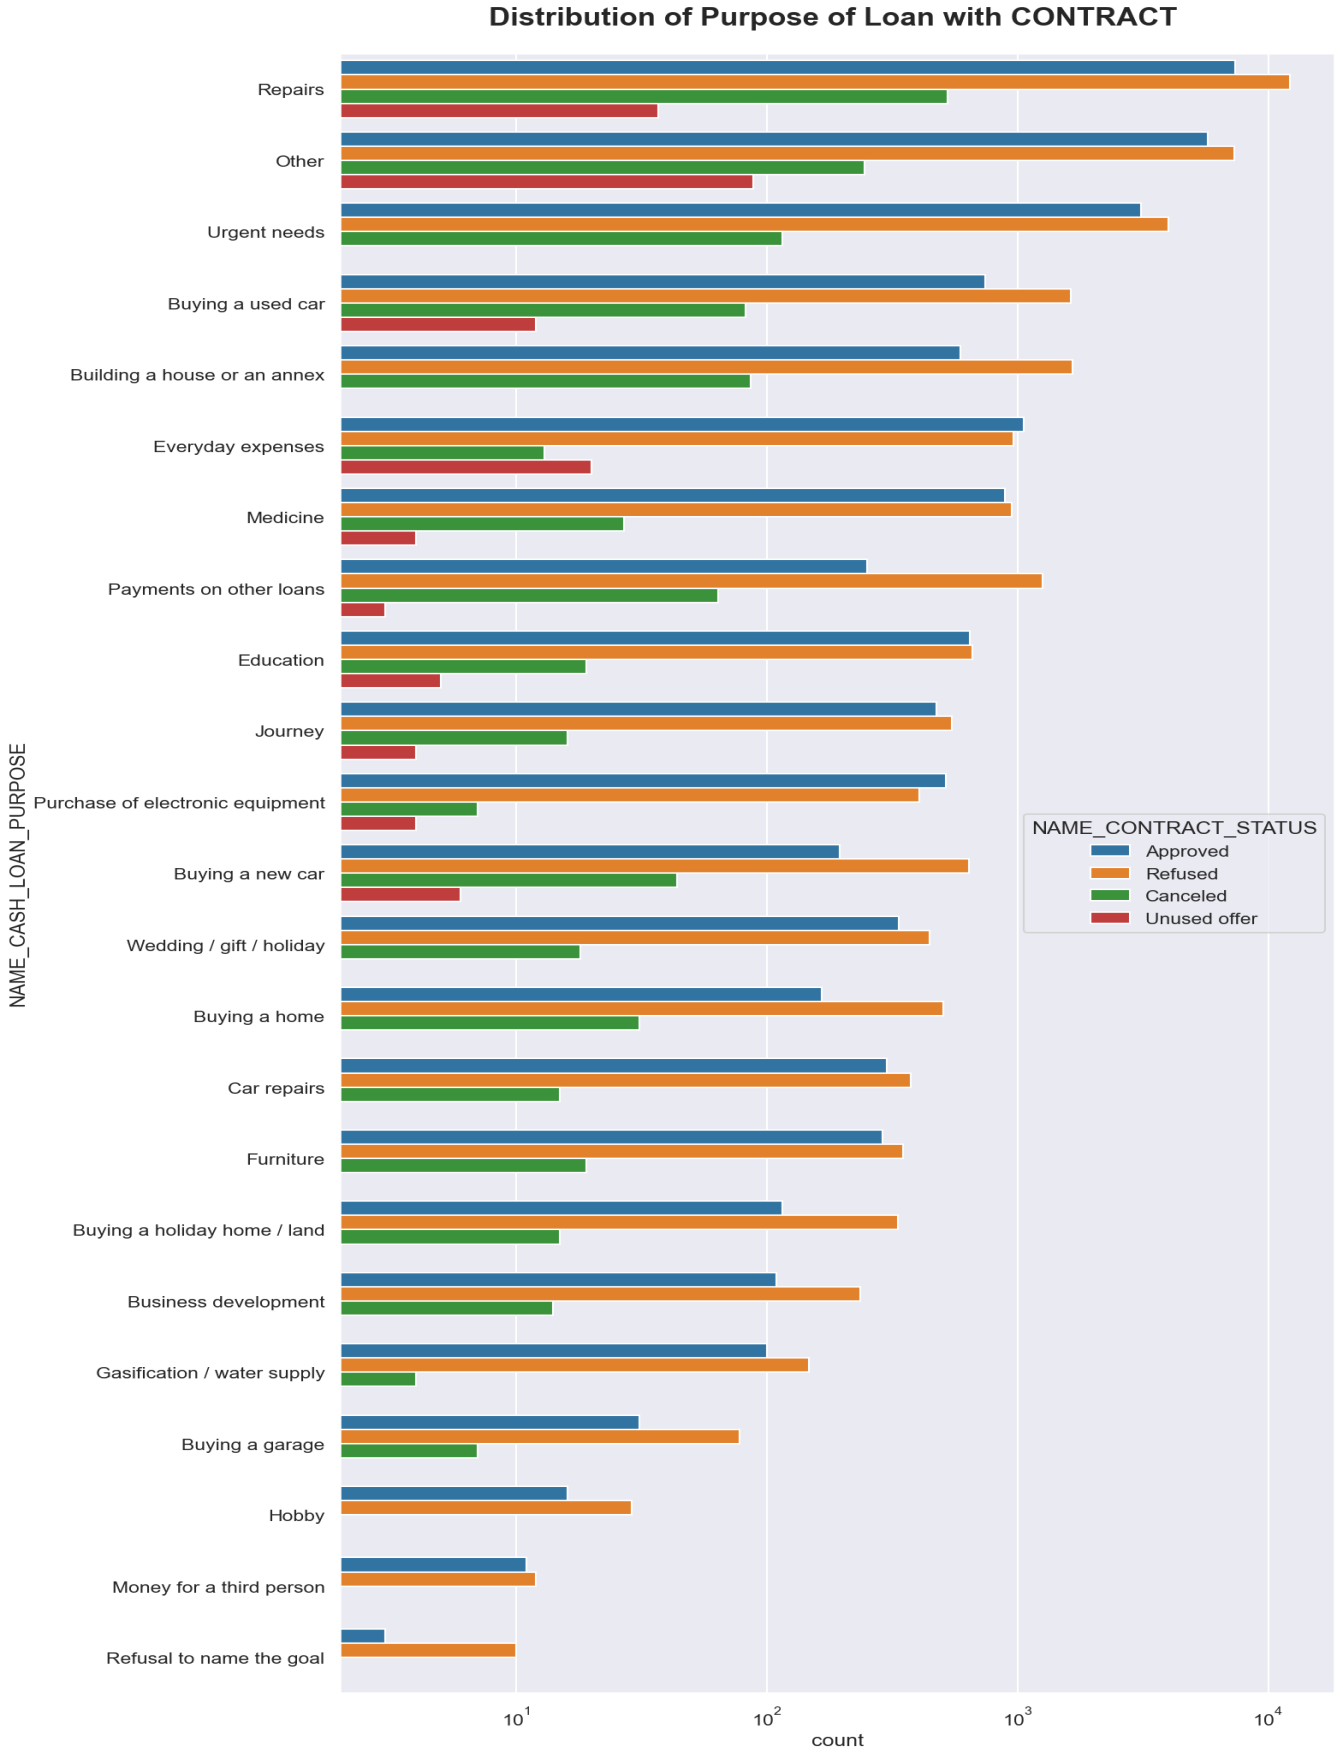 Distribution of Purpose of Loan with CONTRACT
NAME_CASH_LOAN_PURPOSE
Repairs
Other
Urgent needs
Buying a used car
Building a house or an annex
Everyday expenses
Medicine
Payments on other loans
Education
Journey
Purchase of electronic equipment
Buying a new car
Wedding / gift / holiday
Buying a home
Car repairs
Furniture
Buying a holiday home / land
Business development
Gasification / water supply
Buying a garage
Hobby
Money for a third person
Refusal to name the goal
NAME_CONTRACT_STATUS
Approved
Refused
Canceled
Unused offer
10¹ 10² 10³ 10⁴
count